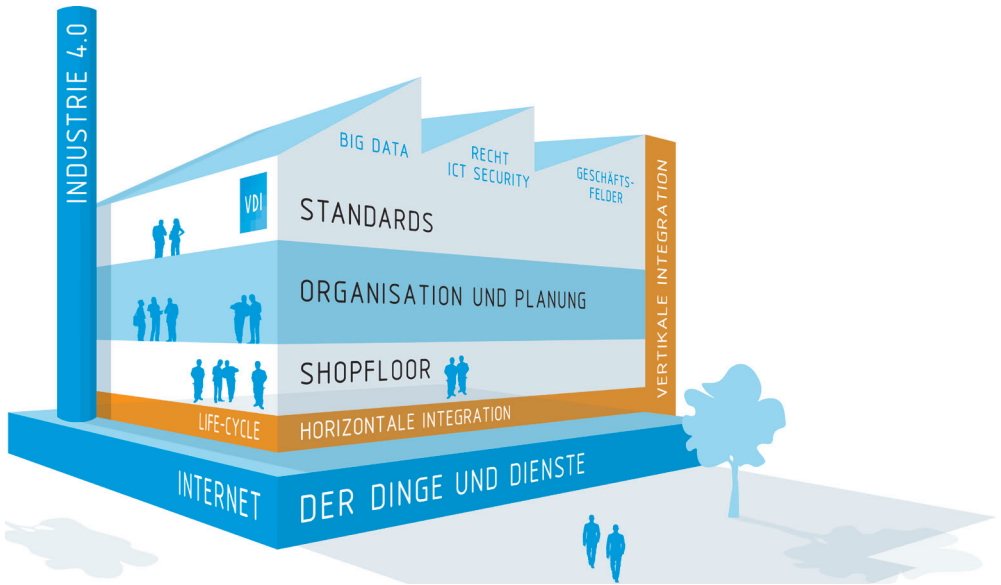 INDUSTRIE 4.0
BIG DATA
RECHT
ICT SECURITY
GESCHÄFTS-
FELDER
VDI
STANDARDS
ORGANISATION UND PLANUNG
SHOPFLOOR
VERTIKALE INTEGRATION
LIFE-CYCLE
HORIZONTALE INTEGRATION
INTERNET
DER DINGE UND DIENSTE